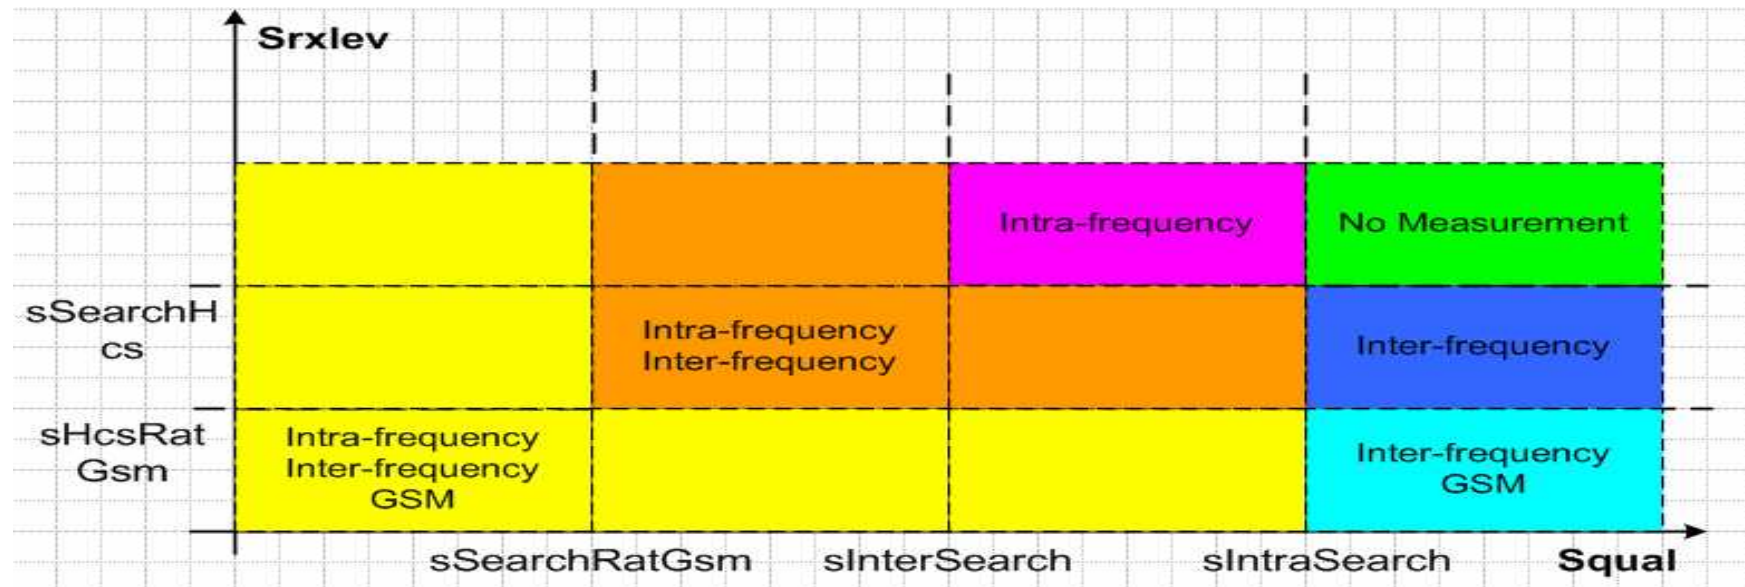 Srxlev
Intra-frequency
No Measurement
sSearchH
cs
Intra-frequency
Inter-frequency
Inter-frequency
sHcsRat
Gsm
Intra-frequency
Inter-frequency
GSM
Inter-frequency
GSM
sSearchRatGsm
sInterSearch
sIntraSearch
Squal